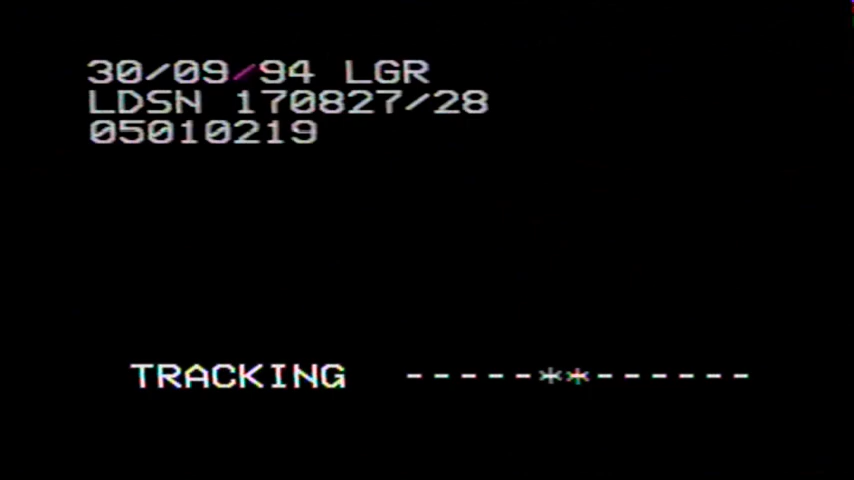 30/09/94 LGR
LDSN 170827/28
05010219
TRACKING -----**------